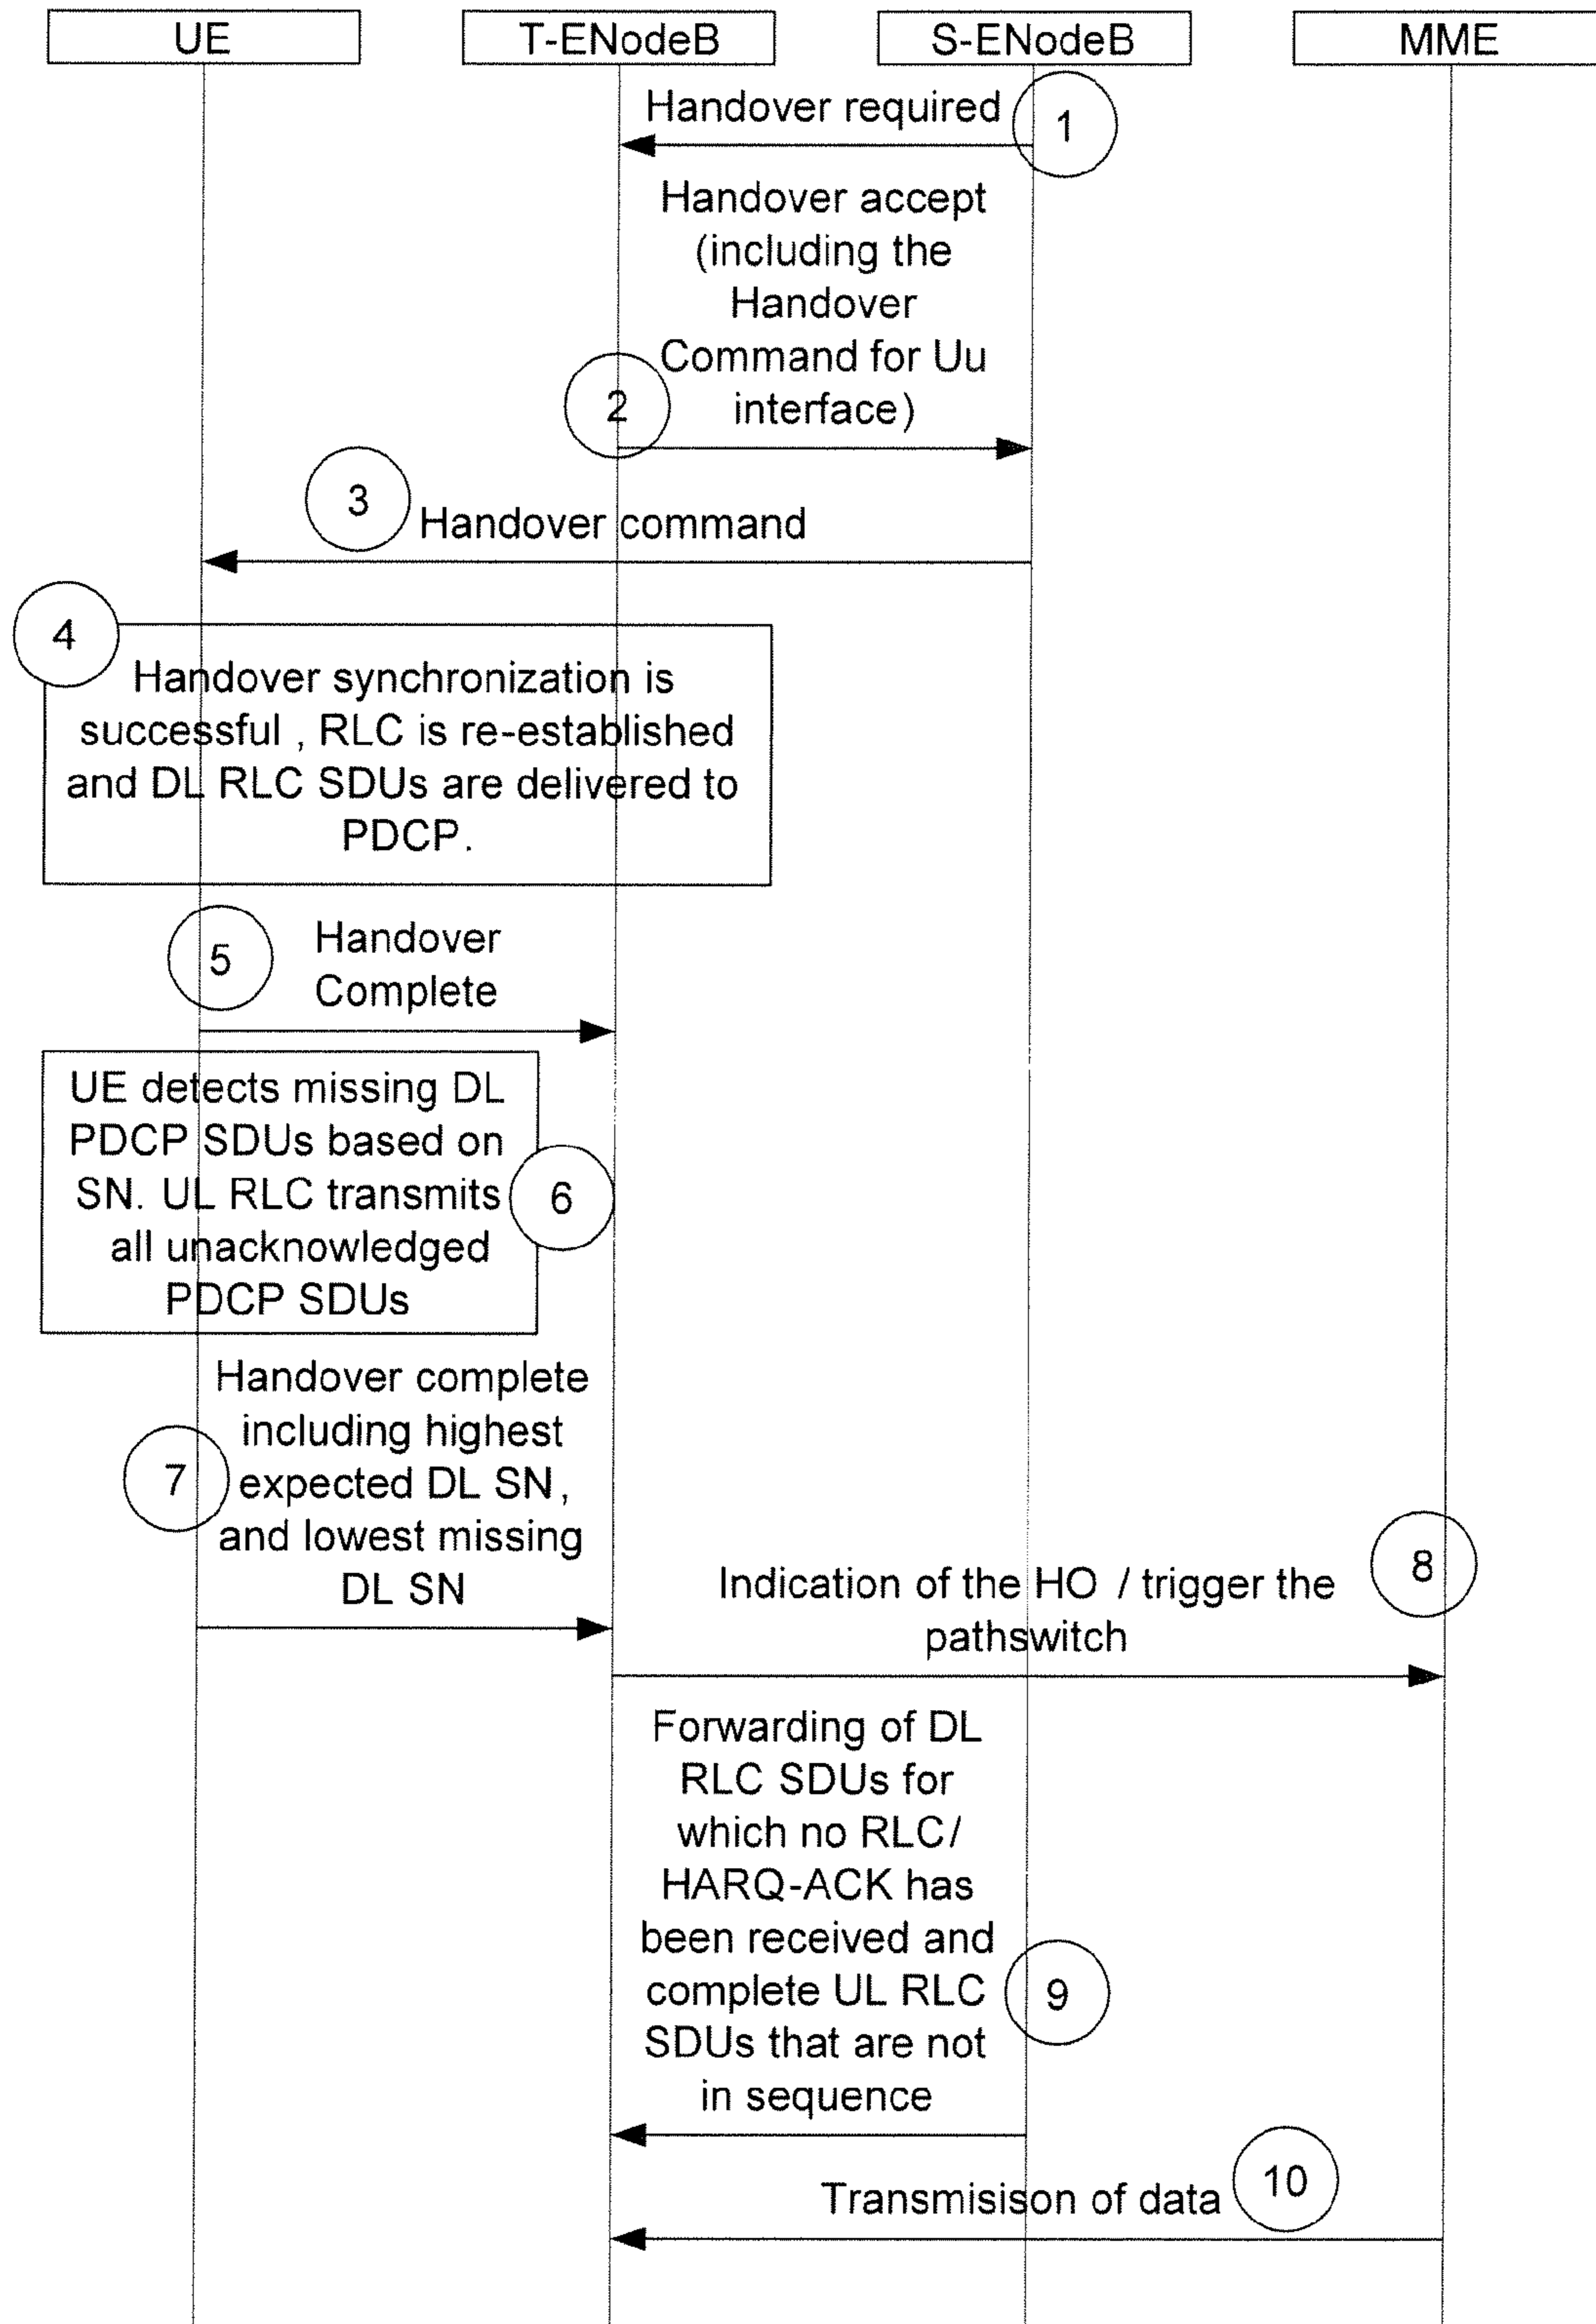 UE
T-ENodeB
S-ENodeB
MME
Handover required
1
Handover accept
(including the
Handover
Command for Uu
interface)
2
3
Handover command
4
Handover synchronization is
successful , RLC is re-established
and DL RLC SDUs are delivered to
PDCP.
5
Handover
Complete
UE detects missing DL
PDCP SDUs based on
SN. UL RLC transmits
all unacknowledged
PDCP SDUs
6
Handover complete
including highest
expected DL SN,
and lowest missing
DL SN
7
Indication of the HO / trigger the
pathswitch
8
Forwarding of DL
RLC SDUs for
which no RLC/
HARQ-ACK has
been received and
complete UL RLC
SDUs that are not
in sequence
9
Transmisison of data
10